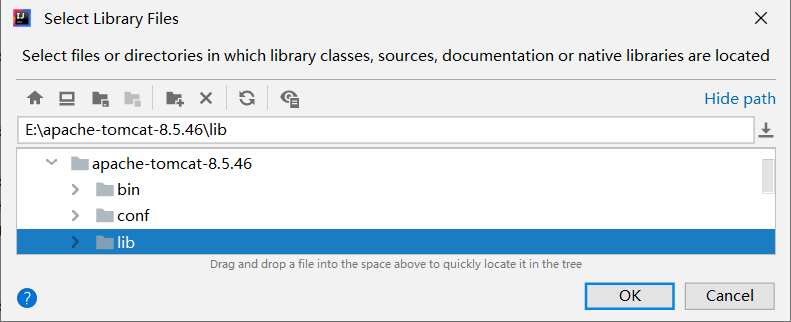 Select Library Files
Select files or directories in which library classes, sources, documentation or native libraries are located
Hide path
E:\apache-tomcat-8.5.46\lib
apache-tomcat-8.5.46
bin
conf
lib
Drag and drop a file into the space above to quickly locate it in the tree
?
OK
Cancel